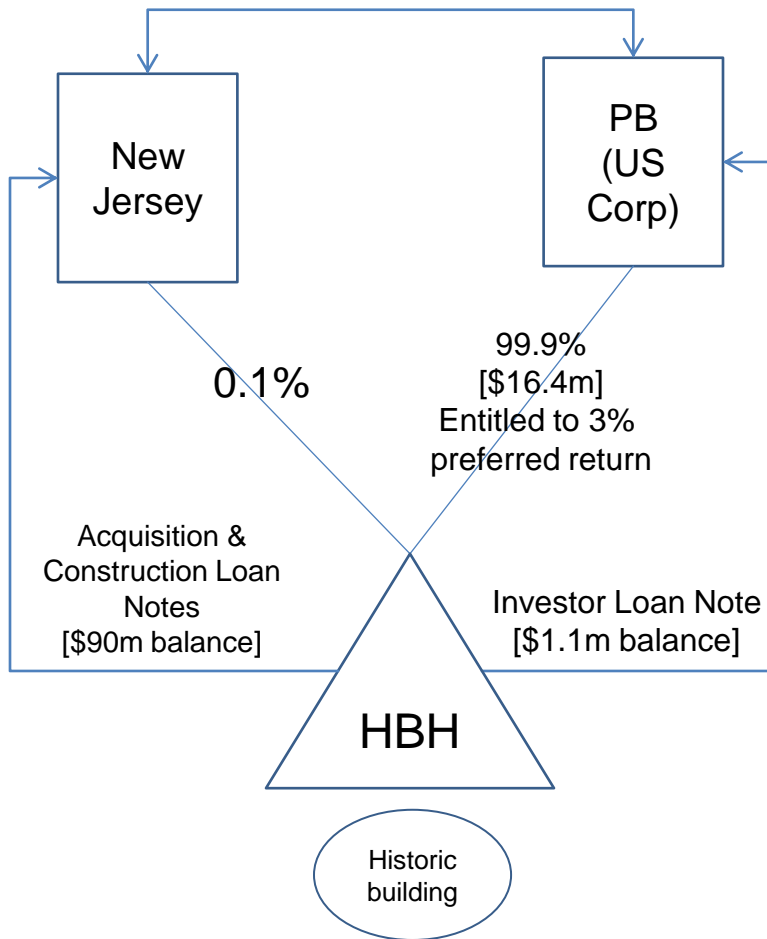 New
Jersey
PB
(US
Corp)
0.1%
99.9%
[$16.4m]
Entitled to 3%
preferred return
Acquisition &
Construction Loan
Notes
[$90m balance]
Investor Loan Note
[$1.1m balance]
HBH
Historic
building